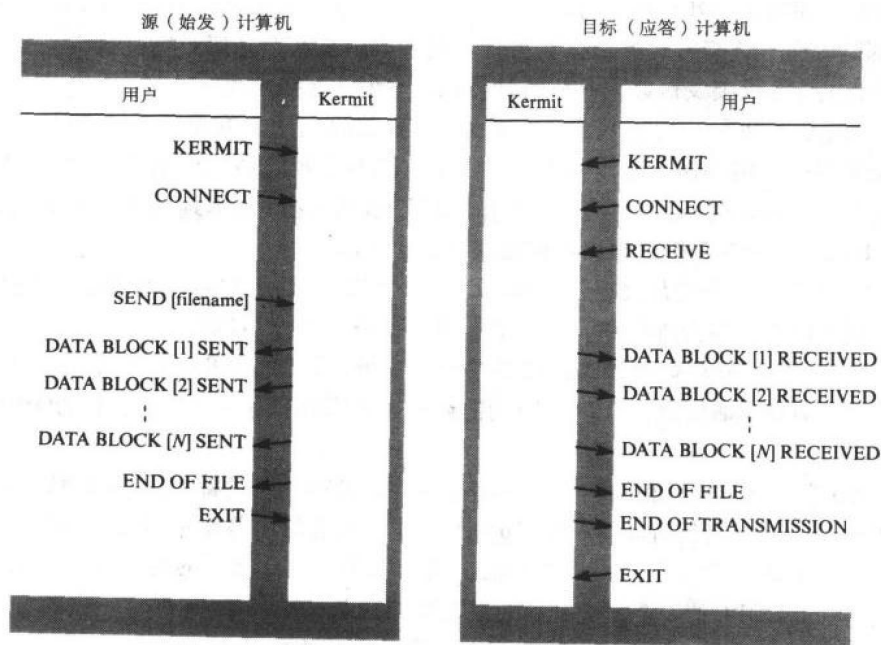 源（始发）计算机
用户
Kermit
KERMIT
CONNECT
SEND [filename]
DATA BLOCK [1] SENT
DATA BLOCK [2] SENT
DATA BLOCK [N] SENT
END OF FILE
EXIT
目标（应答）计算机
Kermit
用户
KERMIT
CONNECT
RECEIVE
DATA BLOCK [1] RECEIVED
DATA BLOCK [2] RECEIVED
DATA BLOCK [N] RECEIVED
END OF FILE
END OF TRANSMISSION
EXIT